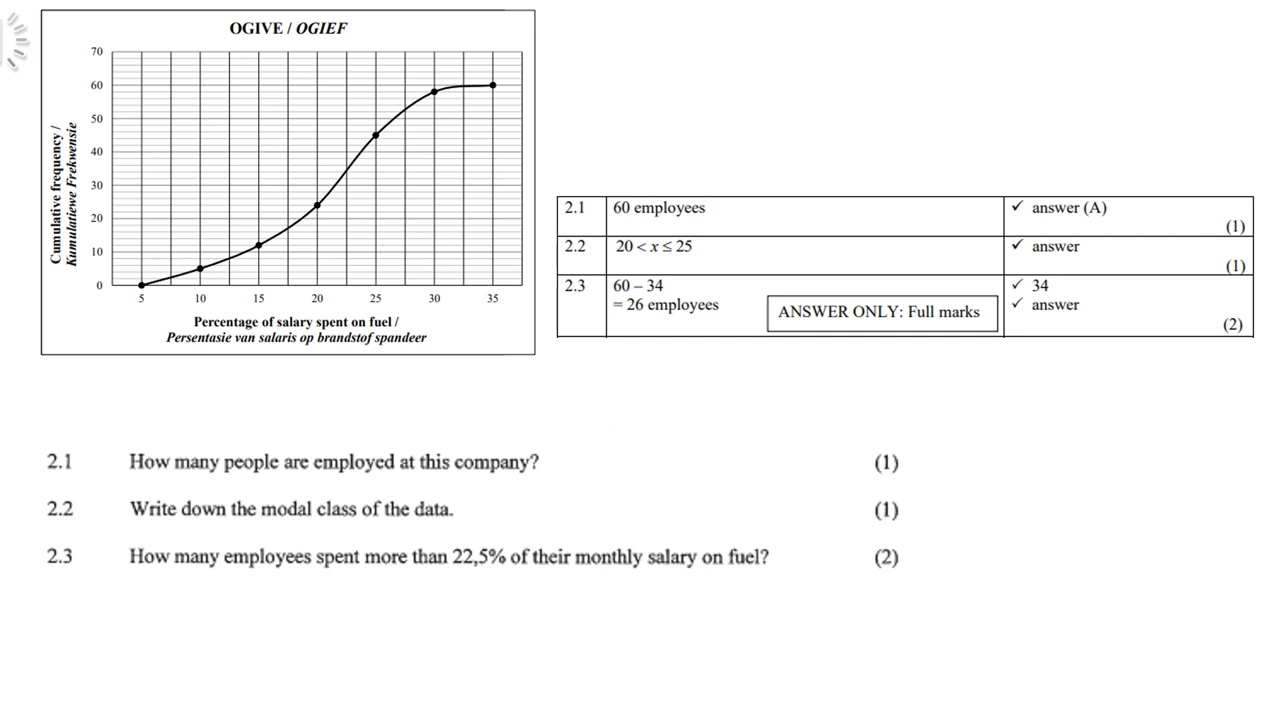 OGIVE / OGIEF
70
60
50
40
30
20
10
0
Cumulative frequency /
Kumulatiewe Frekwensie
5 10 15 20 25 30 35
Percentage of salary spent on fuel /
Persentasie van salaris op brandstof spandeer
2.1 60 employees ✓ answer (A)
(1)
2.2 20 < x ≤ 25 ✓ answer
(1)
2.3 60 – 34 ✓ 34
= 26 employees ANSWER ONLY: Full marks ✓ answer
(2)
2.1 How many people are employed at this company? (1)
2.2 Write down the modal class of the data. (1)
2.3 How many employees spent more than 22,5% of their monthly salary on fuel? (2)